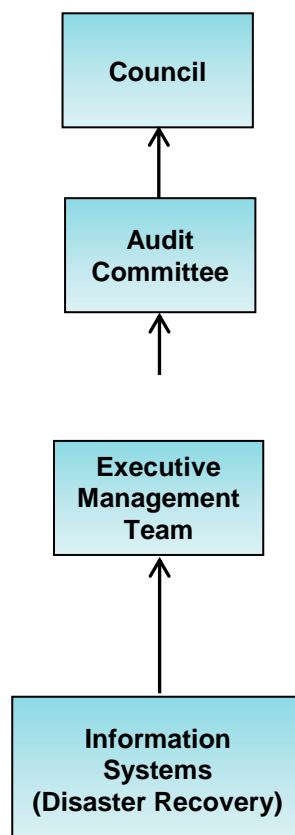 Council
Audit
Committee
Executive
Management
Team
Information
Systems
(Disaster Recovery)